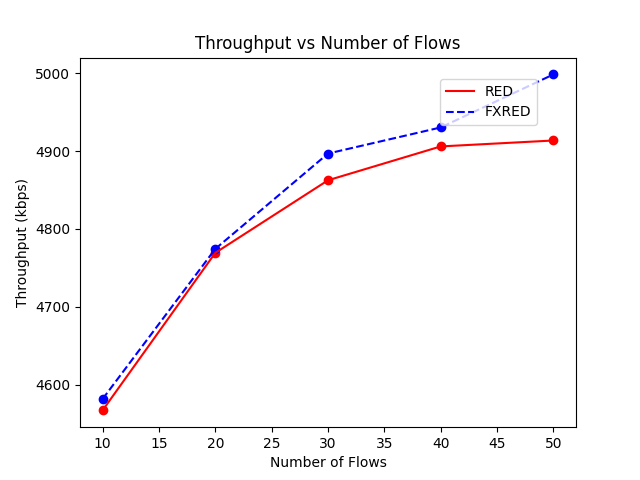 Throughput vs Number of Flows
RED
FXRED
Throughput (kbps)
5000
4900
4800
4700
4600
10 15 20 25 30 35 40 45 50
Number of Flows